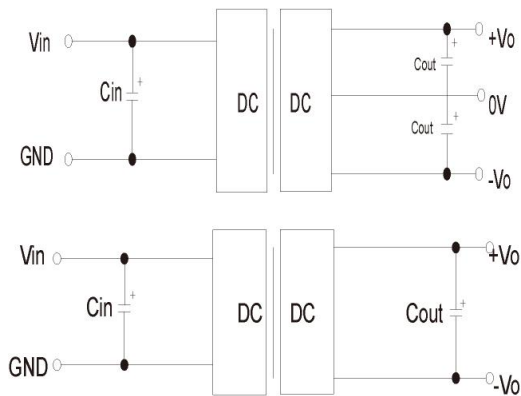 Vin
+Vo
Cout
+
Cin
+
DC
DC
0V
Cout
+
GND
-Vo
Vin
+Vo
Cin
+
DC
DC
Cout
+
GND
-Vo